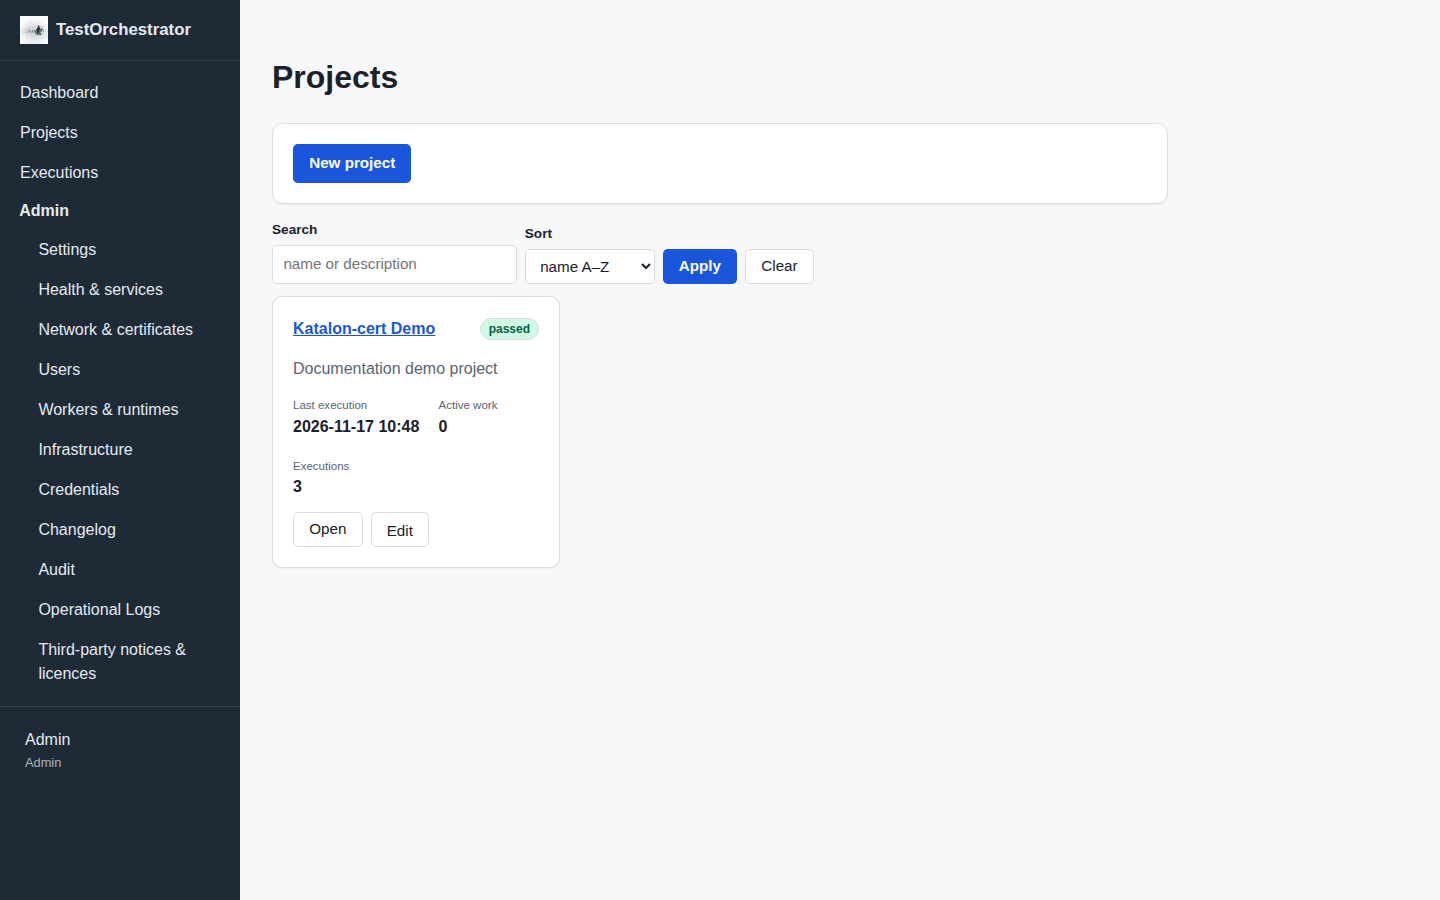 TestOrchestrator
Dashboard
Projects
Executions
Admin
Settings
Health & services
Network & certificates
Users
Workers & runtimes
Infrastructure
Credentials
Changelog
Audit
Operational Logs
Third-party notices &
licences
Admin
Admin
Projects
New project
Search
Sort
name or description
name A–Z
Apply
Clear
Katalon-cert Demo
passed
Documentation demo project
Last execution
Active work
2026-11-17 10:48
0
Executions
3
Open
Edit